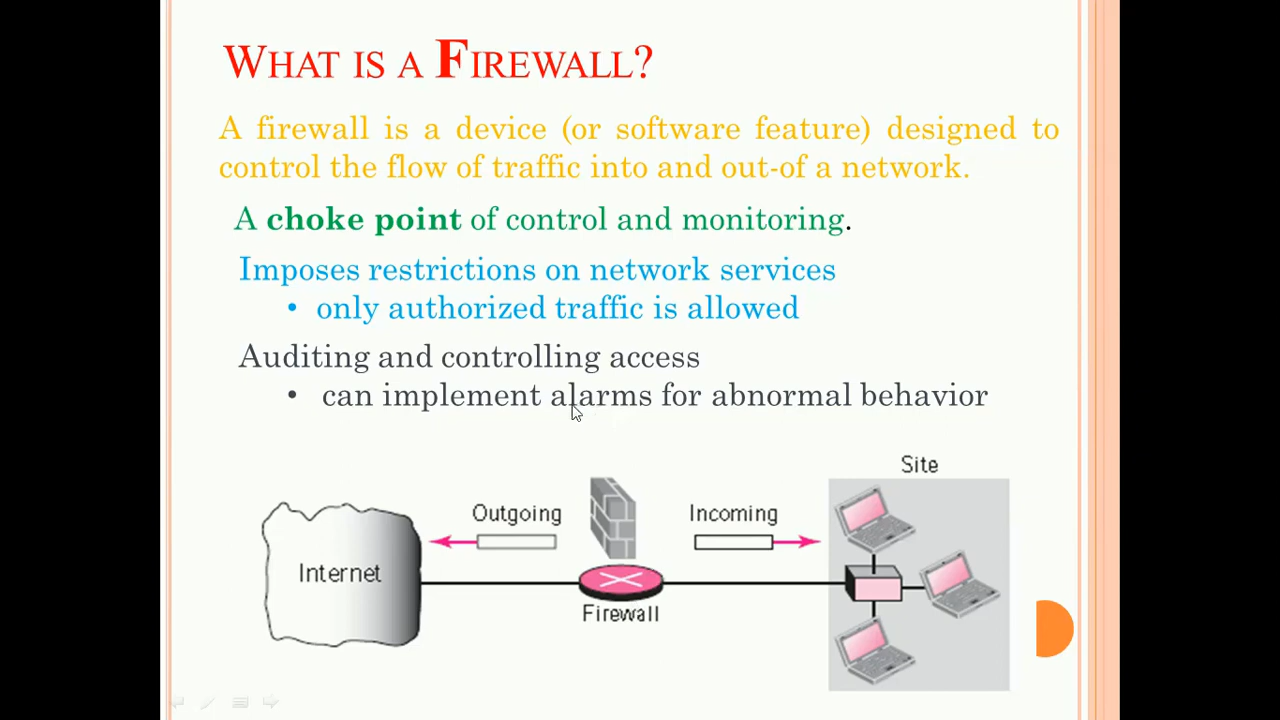 WHAT IS A FIREWALL?
A firewall is a device (or software feature) designed to
control the flow of traffic into and out-of a network.
A choke point of control and monitoring.
Imposes restrictions on network services
• only authorized traffic is allowed
Auditing and controlling access
• can implement alarms for abnormal behavior
Site
Outgoing
Incoming
Internet
Firewall